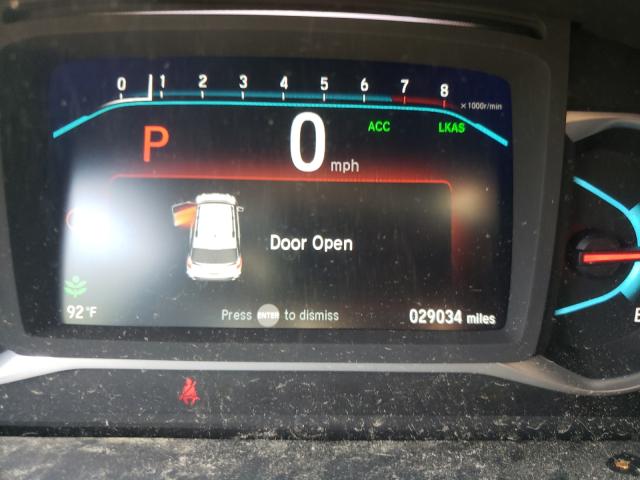 0 1 2 3 4 5 6 7 8
x1000r/min
P 0 mph ACC LKAS
Door Open
92°F Press ENTER to dismiss 029034 miles
E